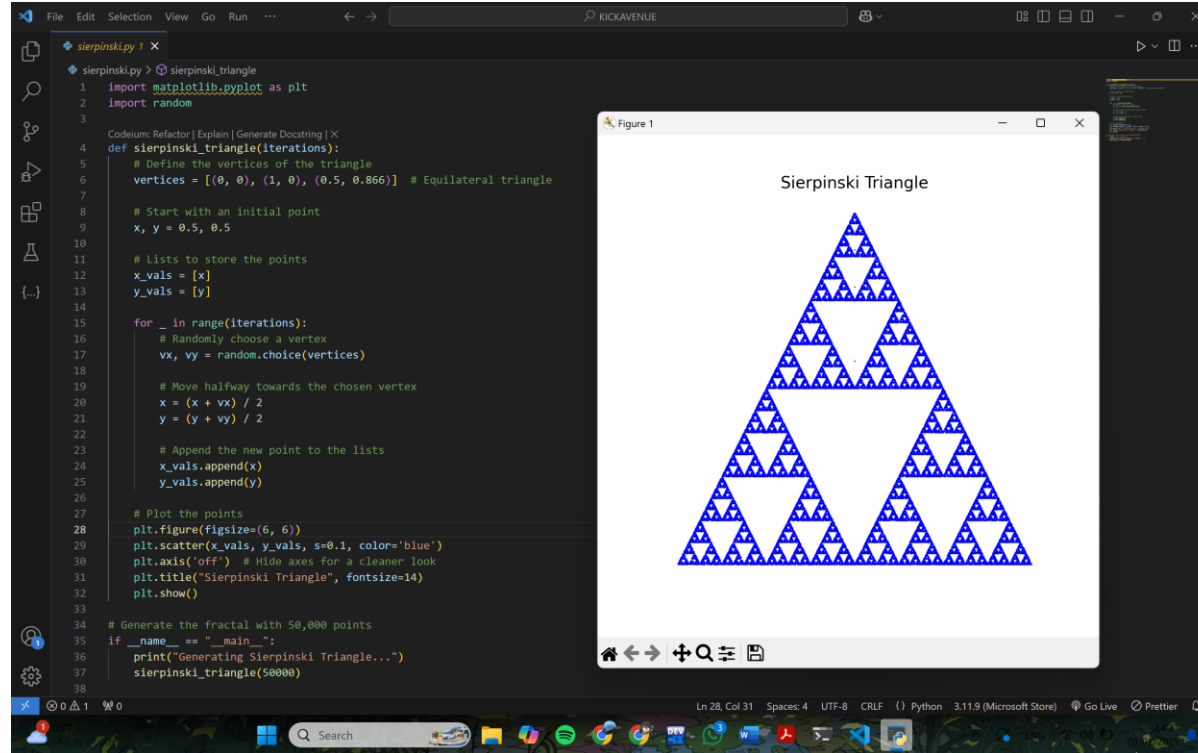 File Edit Selection View Go Run ···
KICKAVENUE
sierpinski.py 1
sierpinski.py > sierpinski_triangle
1 import matplotlib.pyplot as plt
2 import random
3
Codeium: Refactor | Explain | Generate Docstring | ×
4 def sierpinski_triangle(iterations):
5 # Define the vertices of the triangle
6 vertices = [(0, 0), (1, 0), (0.5, 0.866)] # Equilateral triangle
7
8 # Start with an initial point
9 x, y = 0.5, 0.5
10
11 # Lists to store the points
12 x_vals = [x]
13 y_vals = [y]
14
15 for _ in range(iterations):
16 # Randomly choose a vertex
17 vx, vy = random.choice(vertices)
18
19 # Move halfway towards the chosen vertex
20 x = (x + vx) / 2
21 y = (y + vy) / 2
22
23 # Append the new point to the lists
24 x_vals.append(x)
25 y_vals.append(y)
26
27 # Plot the points
28 plt.figure(figsize=(6, 6))
29 plt.scatter(x_vals, y_vals, s=0.1, color='blue')
30 plt.axis('off') # Hide axes for a cleaner look
31 plt.title("Sierpinski Triangle", fontsize=14)
32 plt.show()
33
34 # Generate the fractal with 50,000 points
35 if __name__ == "__main__":
36 print("Generating Sierpinski Triangle...")
37 sierpinski_triangle(50000)
38
Figure 1
Sierpinski Triangle
0 1 0
Ln 28, Col 31 Spaces: 4 UTF-8 CRLF {} Python 3.11.9 (Microsoft Store) Go Live Prettier
1
Search
DEV
3
ENG